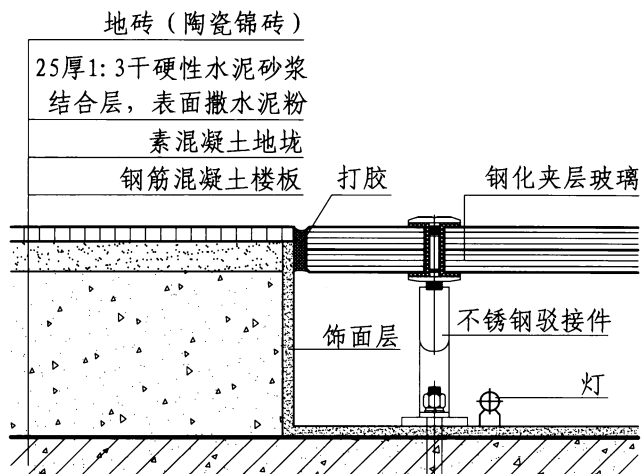 地砖（陶瓷锦砖）
25厚1：3干硬性水泥砂浆
结合层，表面撒水泥粉
素混凝土地垅
钢筋混凝土楼板
打胶
钢化夹层玻璃
饰面层
不锈钢驳接件
灯